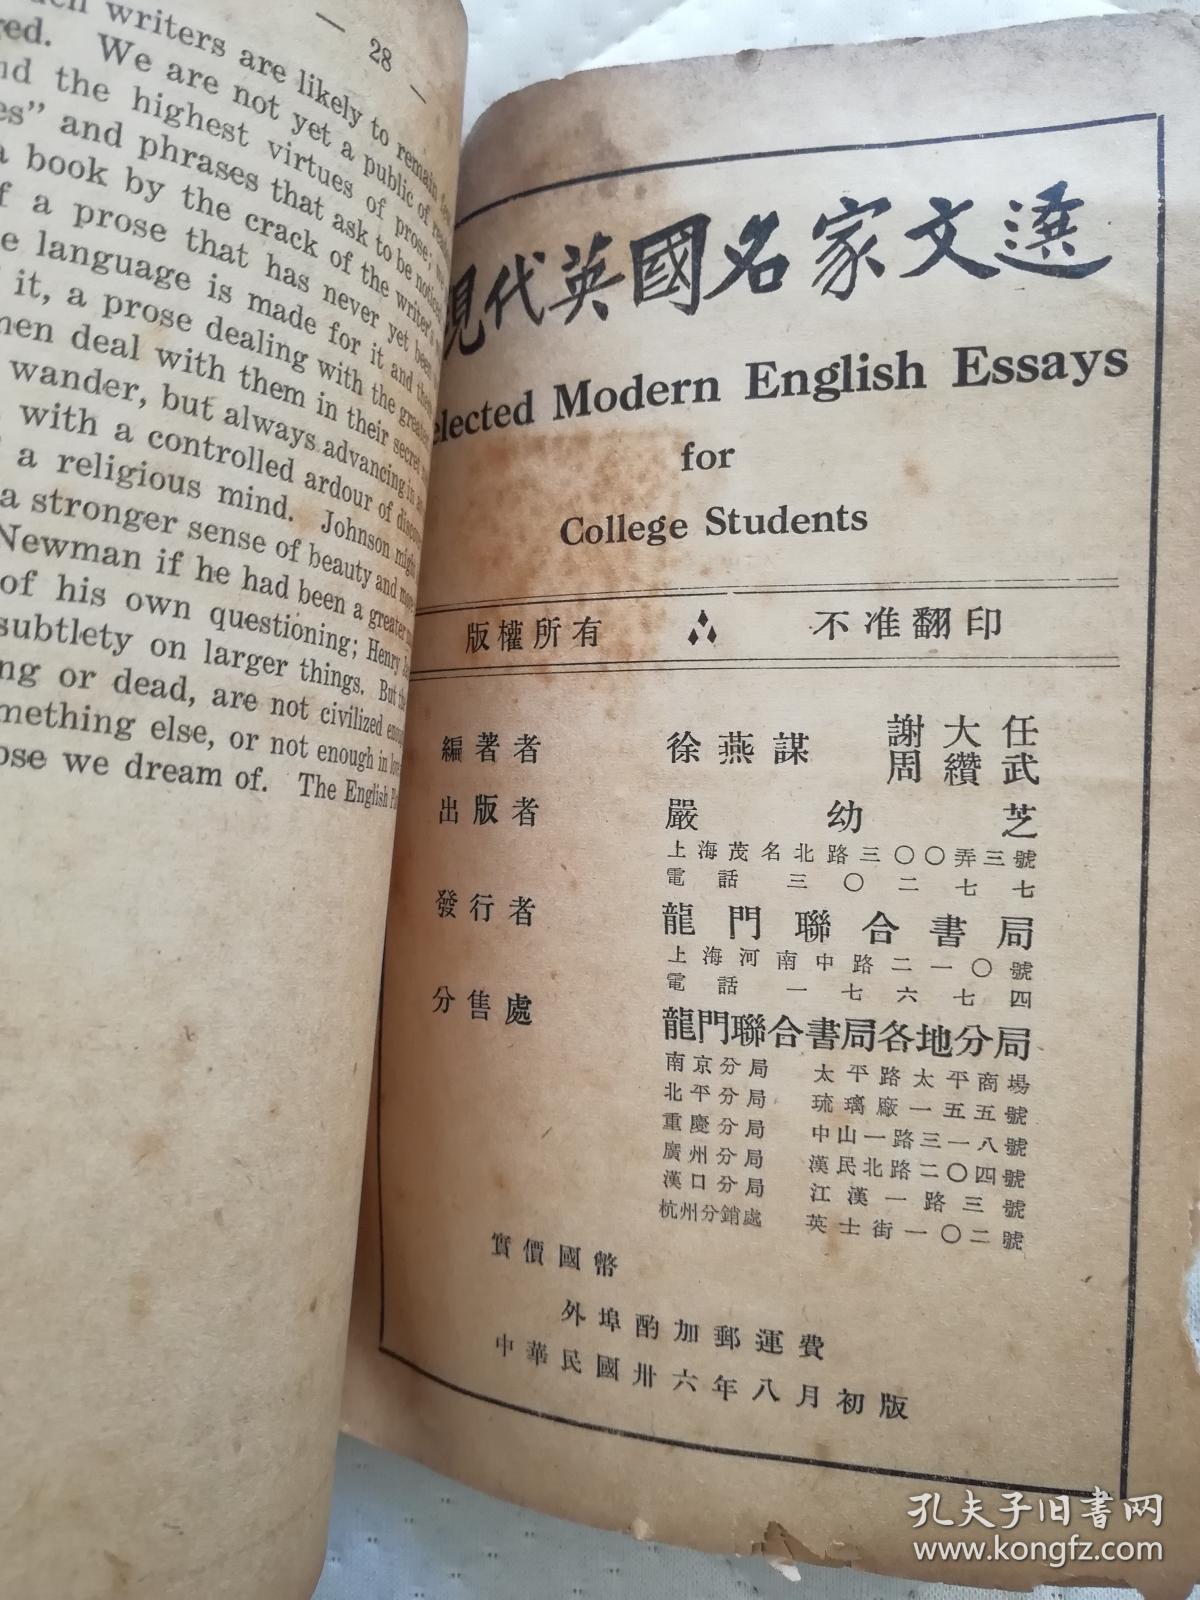 — 28 —
writers are likely to remain few
We are not yet a public of
the highest virtues of prose;
and phrases that ask to be noticed
book by the crack of the writer's
a prose that has never yet been
language is made for it and them
it, a prose dealing with the greatest
deal with them in their secret
wander, but always advancing in
with a controlled ardour of
a religious mind. Johnson might
a stronger sense of beauty and more
Newman if he had been a greater
of his own questioning; Henry
subtlety on larger things. But the
or dead, are not civilized enough
something else, or not enough in love
we dream of. The English
現代英國名家文選
Selected Modern English Essays
for
College Students
版權所有 不准翻印
編著者 徐燕謀 謝大任
周纘武
出版者 嚴幼芝
上海茂名北路三〇〇弄三號
電話三〇二七七
發行者 龍門聯合書局
上海河南中路二一〇號
電話一七六七四
分售處 龍門聯合書局各地分局
南京分局 太平路太平商場
北平分局 琉璃廠一五五號
重慶分局 中山一路三一八號
廣州分局 漢民北路二〇四號
漢口分局 江漢一路三號
杭州分銷處 英士街一〇二號
實價國幣
外埠酌加郵運費
中華民國卅六年八月初版
孔夫子旧书网
www.kongfz.com